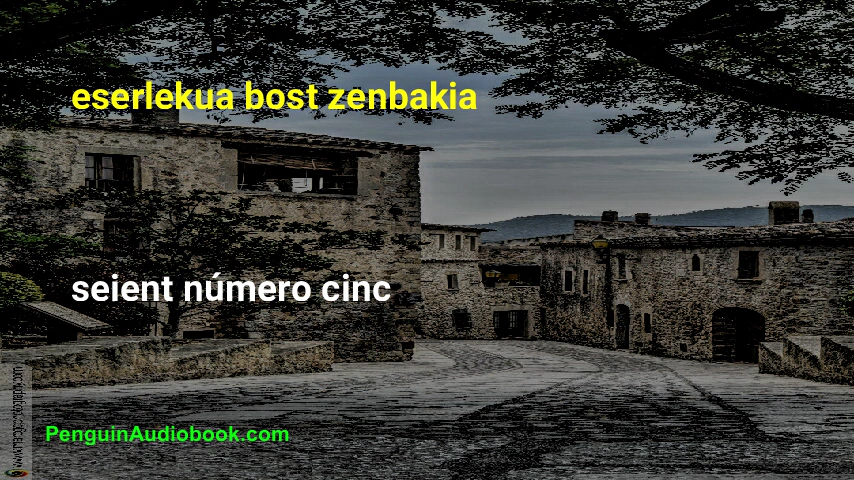 eserlekua bost zenbakia
seient número cinc
PenguinAudiobook.com